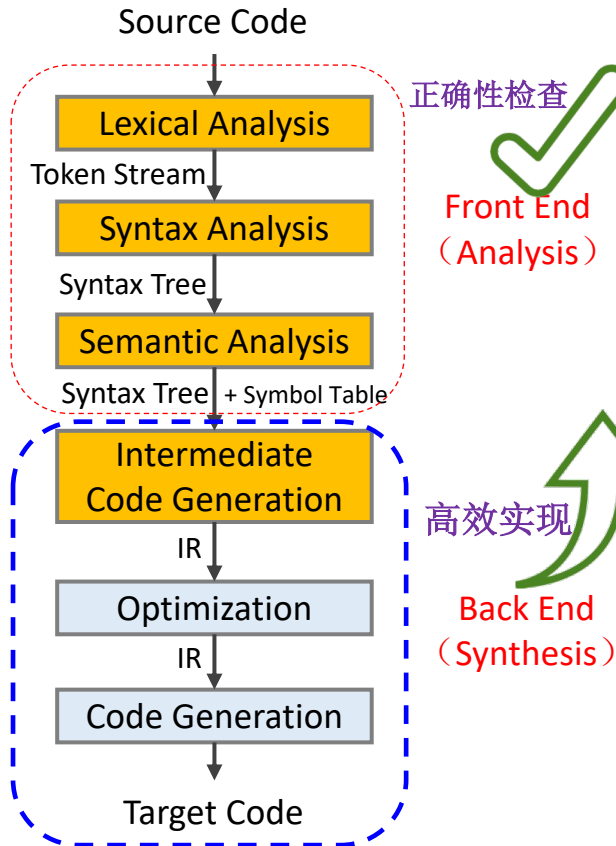 Source Code
正确性检查
Lexical Analysis
Token Stream
Front End
（Analysis）
Syntax Analysis
Syntax Tree
Semantic Analysis
Syntax Tree + Symbol Table
Intermediate
Code Generation
高效实现
IR
Optimization
Back End
（Synthesis）
IR
Code Generation
Target Code